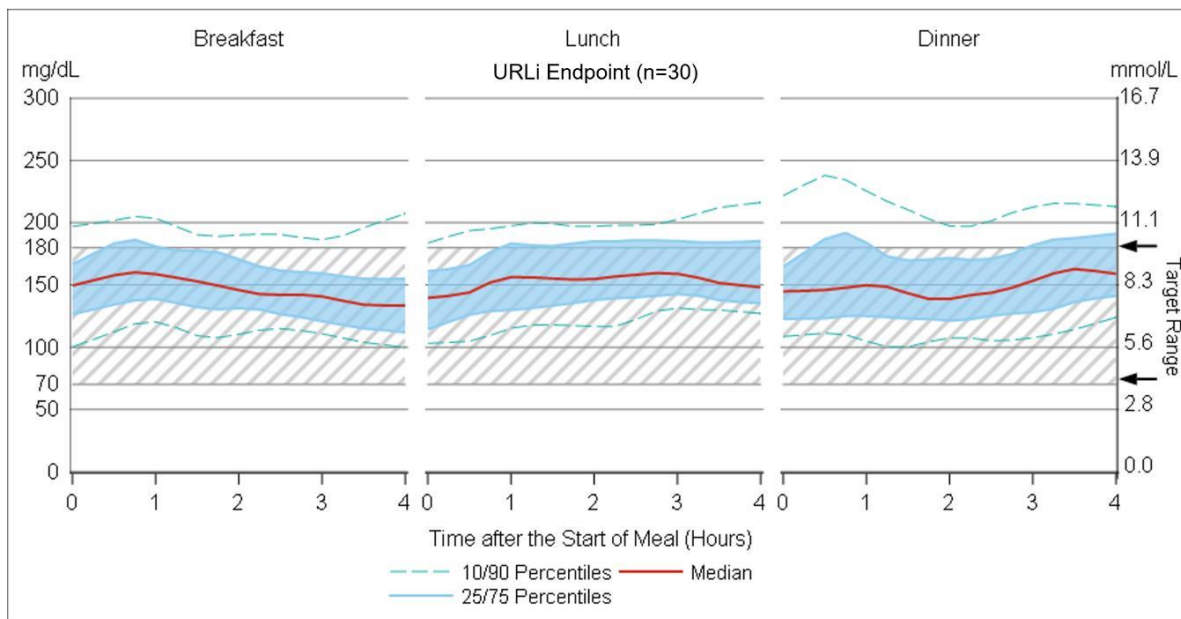 Breakfast
Lunch
Dinner
mg/dL
URLi Endpoint (n=30)
mmol/L
300
250
200
180
150
100
70
50
0
16.7
13.9
11.1
8.3
5.6
2.8
0.0
Target Range
0 1 2 3 4
0 1 2 3 4
0 1 2 3 4
Time after the Start of Meal (Hours)
10/90 Percentiles Median
25/75 Percentiles